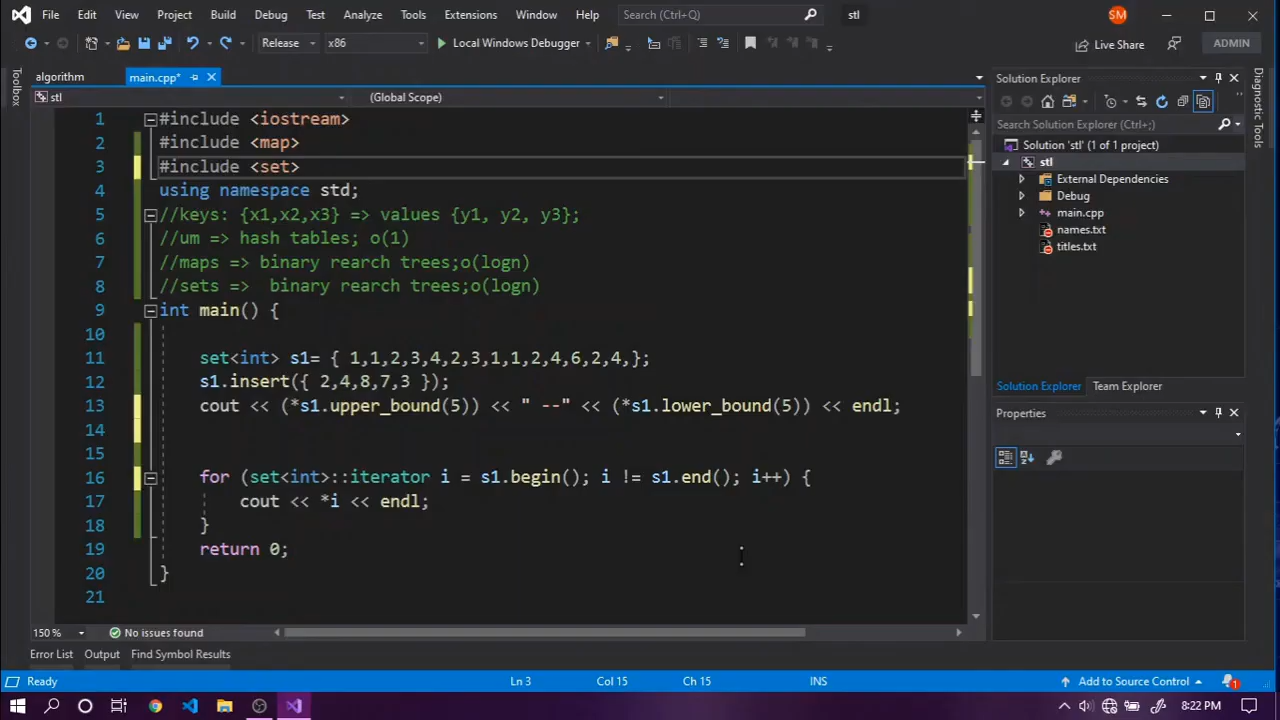 File Edit View Project Build Debug Test Analyze Tools Extensions Window Help Search (Ctrl+Q) stl SM
Release x86 Local Windows Debugger Live Share ADMIN
Toolbox
algorithm main.cpp*
stl (Global Scope)
1 #include <iostream>
2 #include <map>
3 #include <set>
4 using namespace std;
5 //keys: {x1,x2,x3} => values {y1, y2, y3};
6 //um => hash tables; o(1)
7 //maps => binary rearch trees;o(logn)
8 //sets =>  binary rearch trees;o(logn)
9 int main() {
10
11 set<int> s1= { 1,1,2,3,4,2,3,1,1,2,4,6,2,4,};
12 s1.insert({ 2,4,8,7,3 });
13 cout << (*s1.upper_bound(5)) << " --" << (*s1.lower_bound(5)) << endl;
14
15
16 for (set<int>::iterator i = s1.begin(); i != s1.end(); i++) {
17 cout << *i << endl;
18 }
19 return 0;
20 }
21
150 % No issues found
Error List Output Find Symbol Results
Solution Explorer
Search Solution Explorer (Ctrl+;)
Solution 'stl' (1 of 1 project)
stl
External Dependencies
Debug
main.cpp
names.txt
titles.txt
Solution Explorer Team Explorer
Properties
Diagnostic Tools
Ready Ln 3 Col 15 Ch 15 INS Add to Source Control 1
8:22 PM